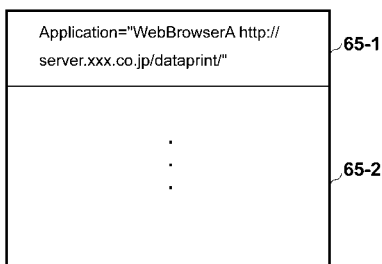 Application="WebBrowserA http://
server.xxx.co.jp/dataprint/"
65-1
65-2